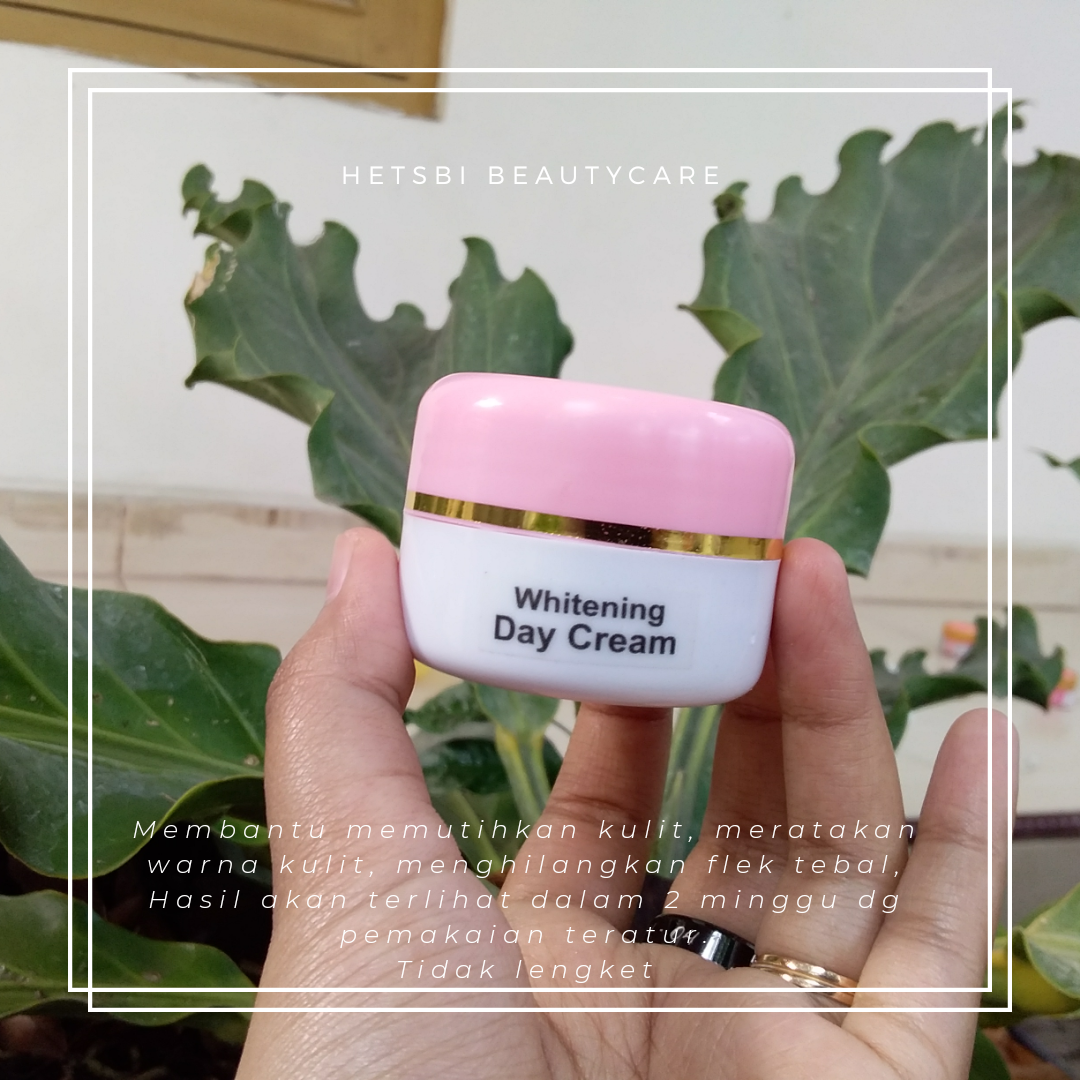 HETSBI BEAUTYCARE
Whitening
Day Cream
Membantu memutihkan kulit, meratakan
warna kulit, menghilangkan flek tebal,
Hasil akan terlihat dalam 2 minggu dg
pemakaian teratur.
Tidak lengket